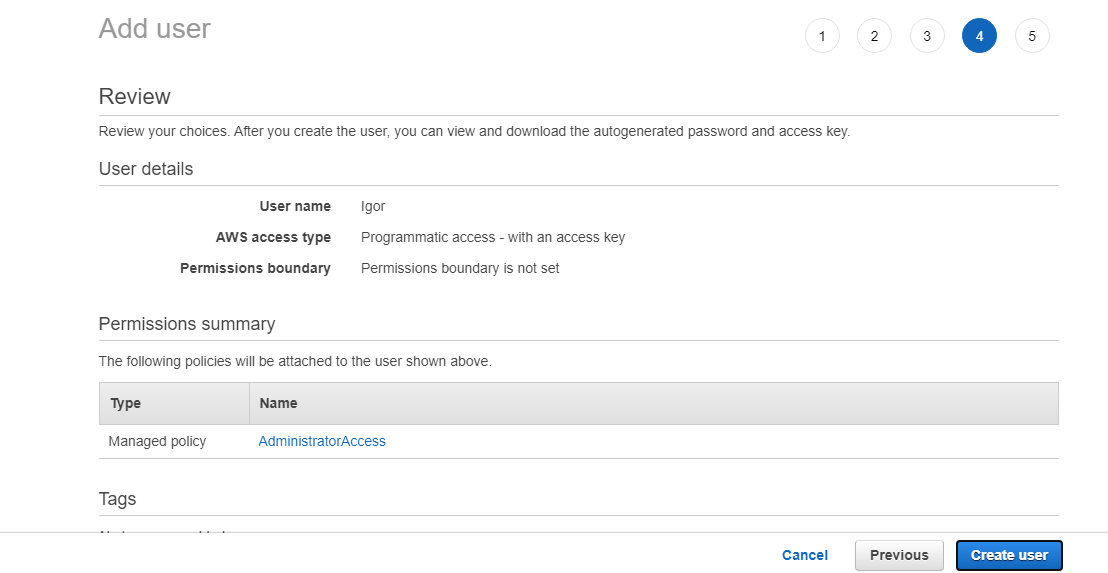 Add user
1 2 3 4 5
Review
Review your choices. After you create the user, you can view and download the autogenerated password and access key.
User details
User name Igor
AWS access type Programmatic access - with an access key
Permissions boundary Permissions boundary is not set
Permissions summary
The following policies will be attached to the user shown above.
Type Name
Managed policy AdministratorAccess
Tags
Cancel Previous Create user